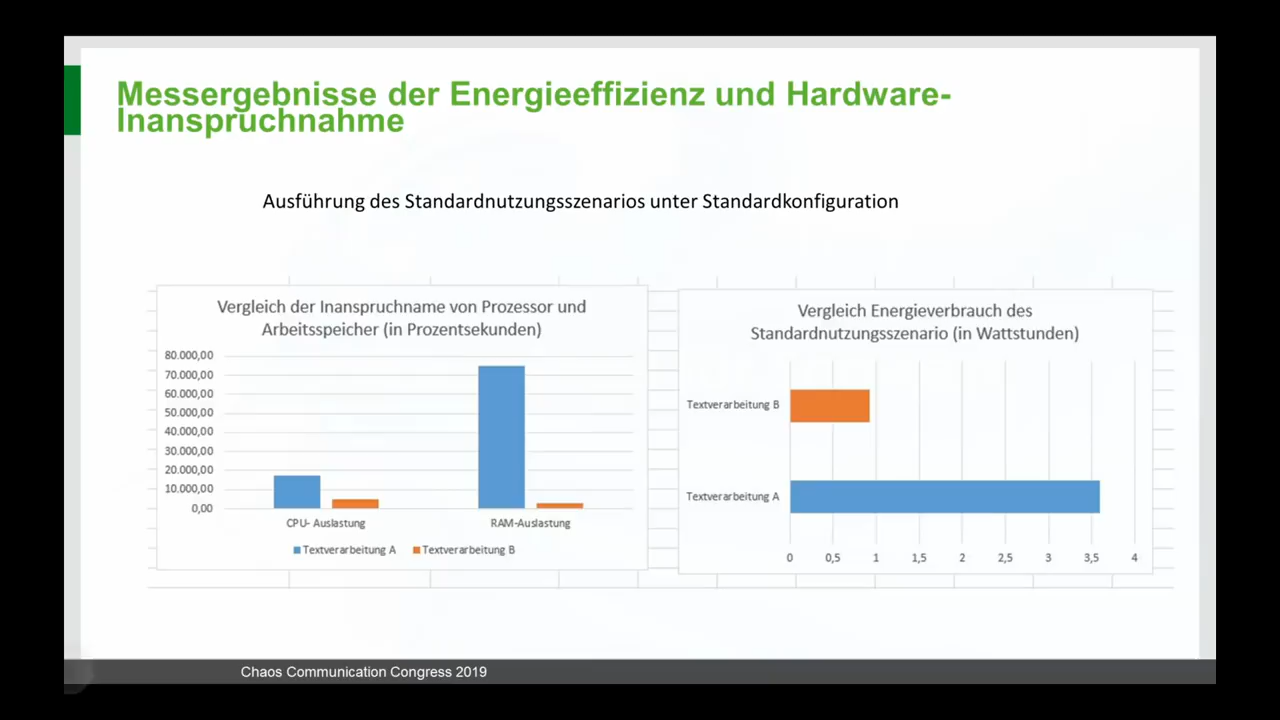 Messergebnisse der Energieeffizienz und Hardware-
Inanspruchnahme
Ausführung des Standardnutzungsszenarios unter Standardkonfiguration
Vergleich der Inanspruchname von Prozessor und
Arbeitsspeicher (in Prozentsekunden)
80.000,00
70.000,00
60.000,00
50.000,00
40.000,00
30.000,00
20.000,00
10.000,00
0,00
CPU- Auslastung
RAM-Auslastung
Textverarbeitung A
Textverarbeitung B
Vergleich Energieverbrauch des
Standardnutzungsszenario (in Wattstunden)
Textverarbeitung B
Textverarbeitung A
0 0,5 1 1,5 2 2,5 3 3,5 4
Chaos Communication Congress 2019